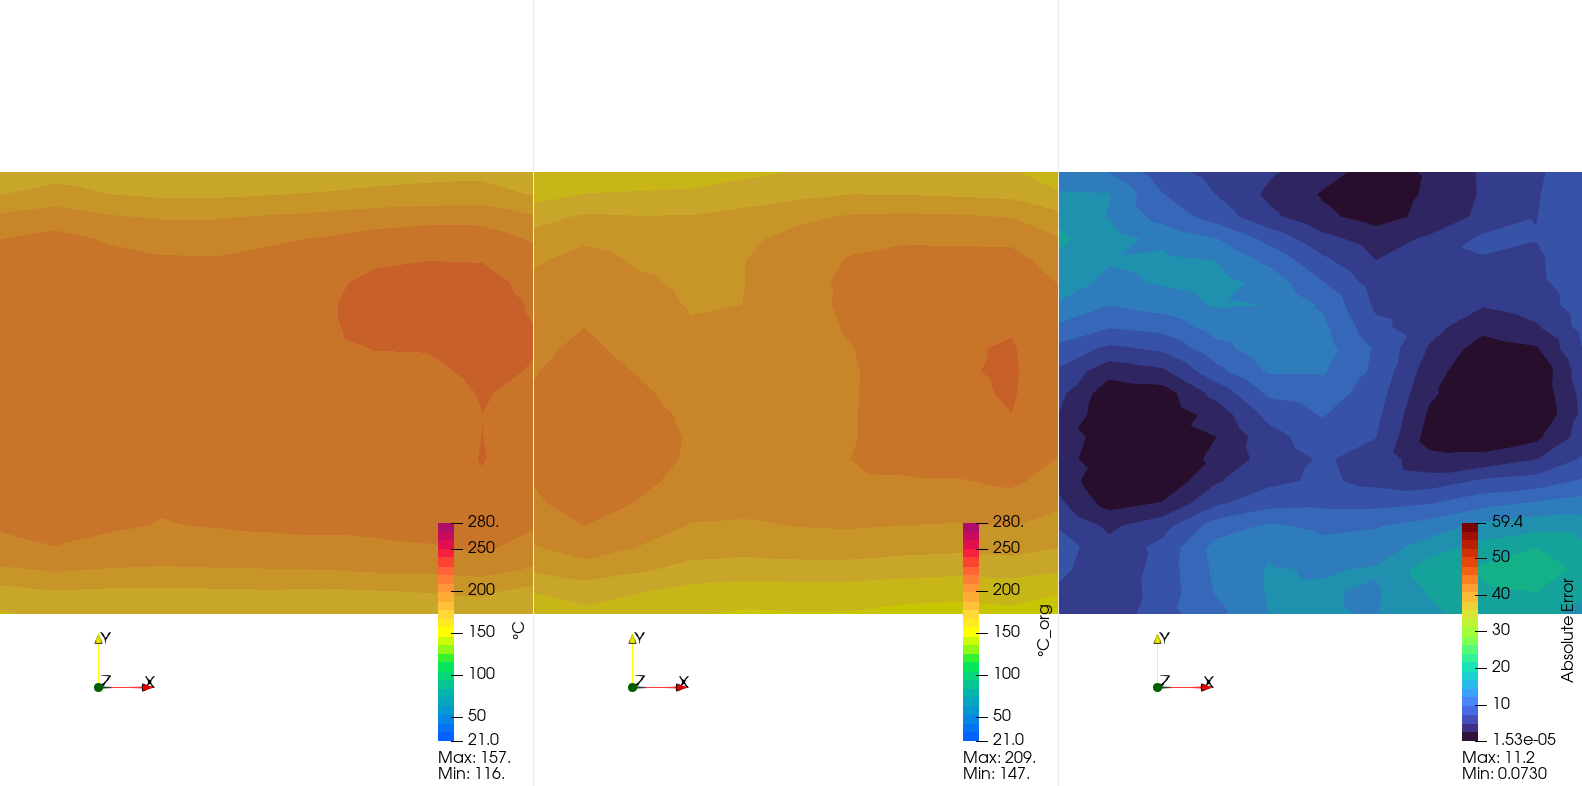 280.
250
200
150
100
50
21.0
°C
Max: 157.
Min: 116.
Y
Z
X
280.
250
200
150
100
50
21.0
°C_org
Max: 209.
Min: 147.
Y
Z
X
59.4
50
40
30
20
10
1.53e-05
Absolute Error
Max: 11.2
Min: 0.0730
Y
Z
X